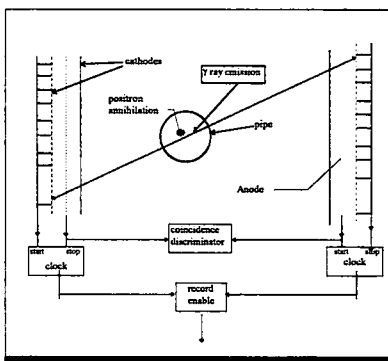 cathodes
γ ray emission
positron
annihilation
pipe
Anode
coincidence
discriminator
start stop
clock
start stop
clock
record
enable